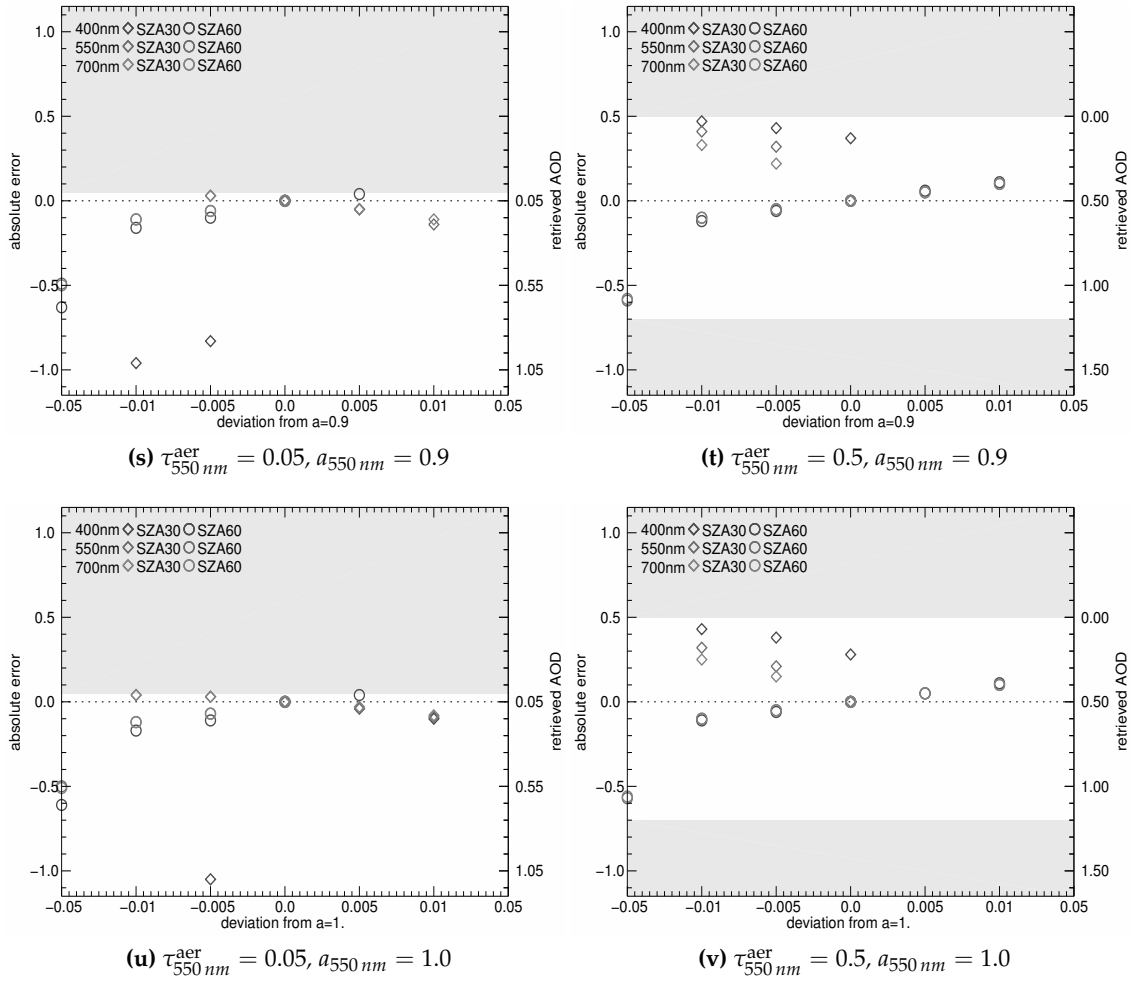 400nm ◇ SZA30 ○ SZA60
550nm ◇ SZA30 ○ SZA60
700nm ◇ SZA30 ○ SZA60
absolute error
1.0
0.5
0.0
−0.5
−1.0
retrieved AOD
0.05
0.55
1.05
−0.05 −0.01 −0.005 0.0 0.005 0.01 0.05
deviation from a=0.9
(s) τ^aer_550 nm = 0.05, a_550 nm = 0.9
400nm ◇ SZA30 ○ SZA60
550nm ◇ SZA30 ○ SZA60
700nm ◇ SZA30 ○ SZA60
absolute error
1.0
0.5
0.0
−0.5
−1.0
retrieved AOD
0.00
0.50
1.00
1.50
−0.05 −0.01 −0.005 0.0 0.005 0.01 0.05
deviation from a=0.9
(t) τ^aer_550 nm = 0.5, a_550 nm = 0.9
400nm ◇ SZA30 ○ SZA60
550nm ◇ SZA30 ○ SZA60
700nm ◇ SZA30 ○ SZA60
absolute error
1.0
0.5
0.0
−0.5
−1.0
retrieved AOD
0.05
0.55
1.05
−0.05 −0.01 −0.005 0.0 0.005 0.01 0.05
deviation from a=1.
(u) τ^aer_550 nm = 0.05, a_550 nm = 1.0
400nm ◇ SZA30 ○ SZA60
550nm ◇ SZA30 ○ SZA60
700nm ◇ SZA30 ○ SZA60
absolute error
1.0
0.5
0.0
−0.5
−1.0
retrieved AOD
0.00
0.50
1.00
1.50
−0.05 −0.01 −0.005 0.0 0.005 0.01 0.05
deviation from a=1.
(v) τ^aer_550 nm = 0.5, a_550 nm = 1.0